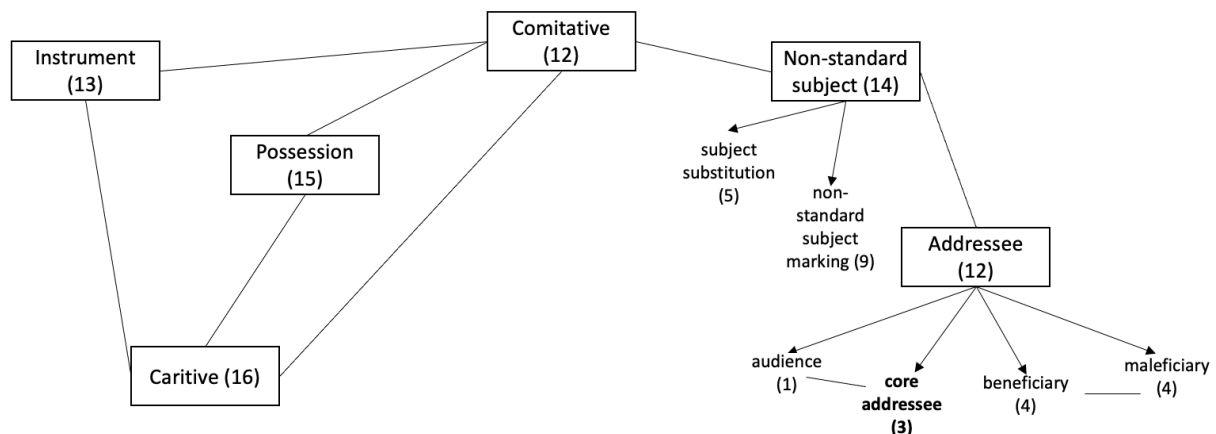 Comitative
(12)
Instrument
(13)
Non-standard
subject (14)
Possession
(15)
subject
substitution
(5)
non-
standard
subject
marking (9)
Addressee
(12)
Caritive (16)
audience
(1)
core
addressee
(3)
beneficiary
(4)
maleficiary
(4)